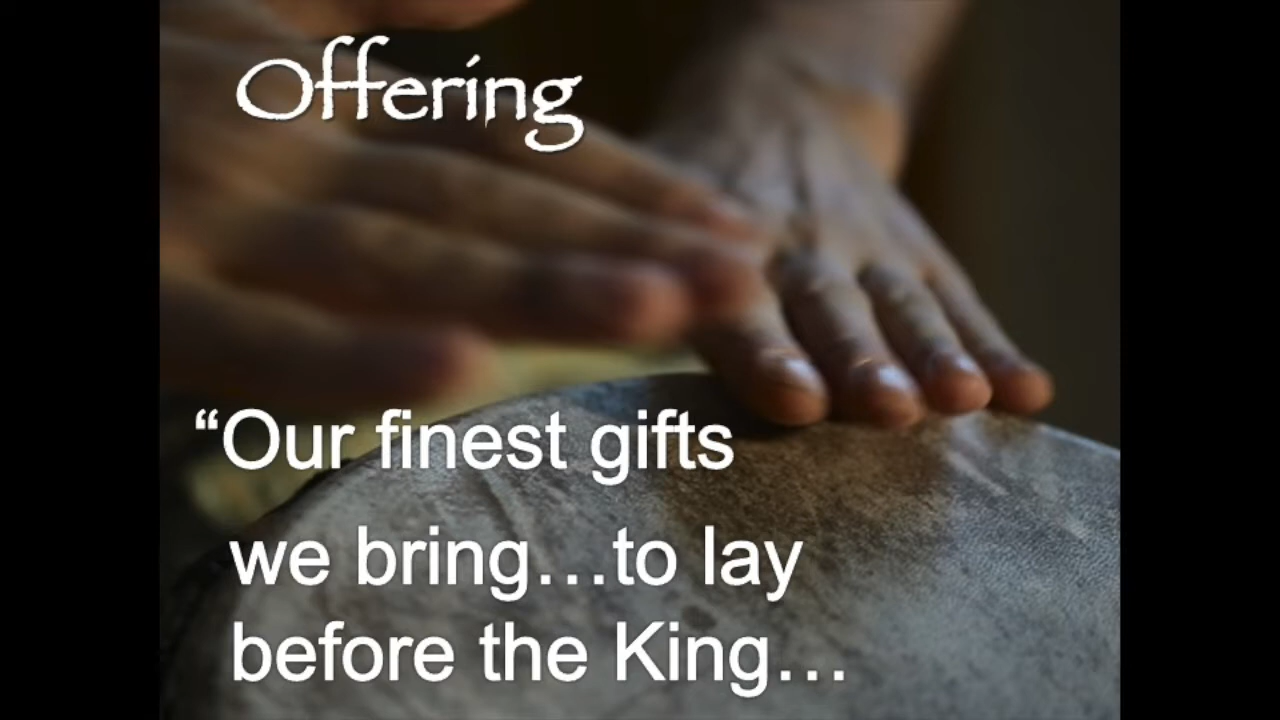 Offering
“Our finest gifts
we bring…to lay
before the King…